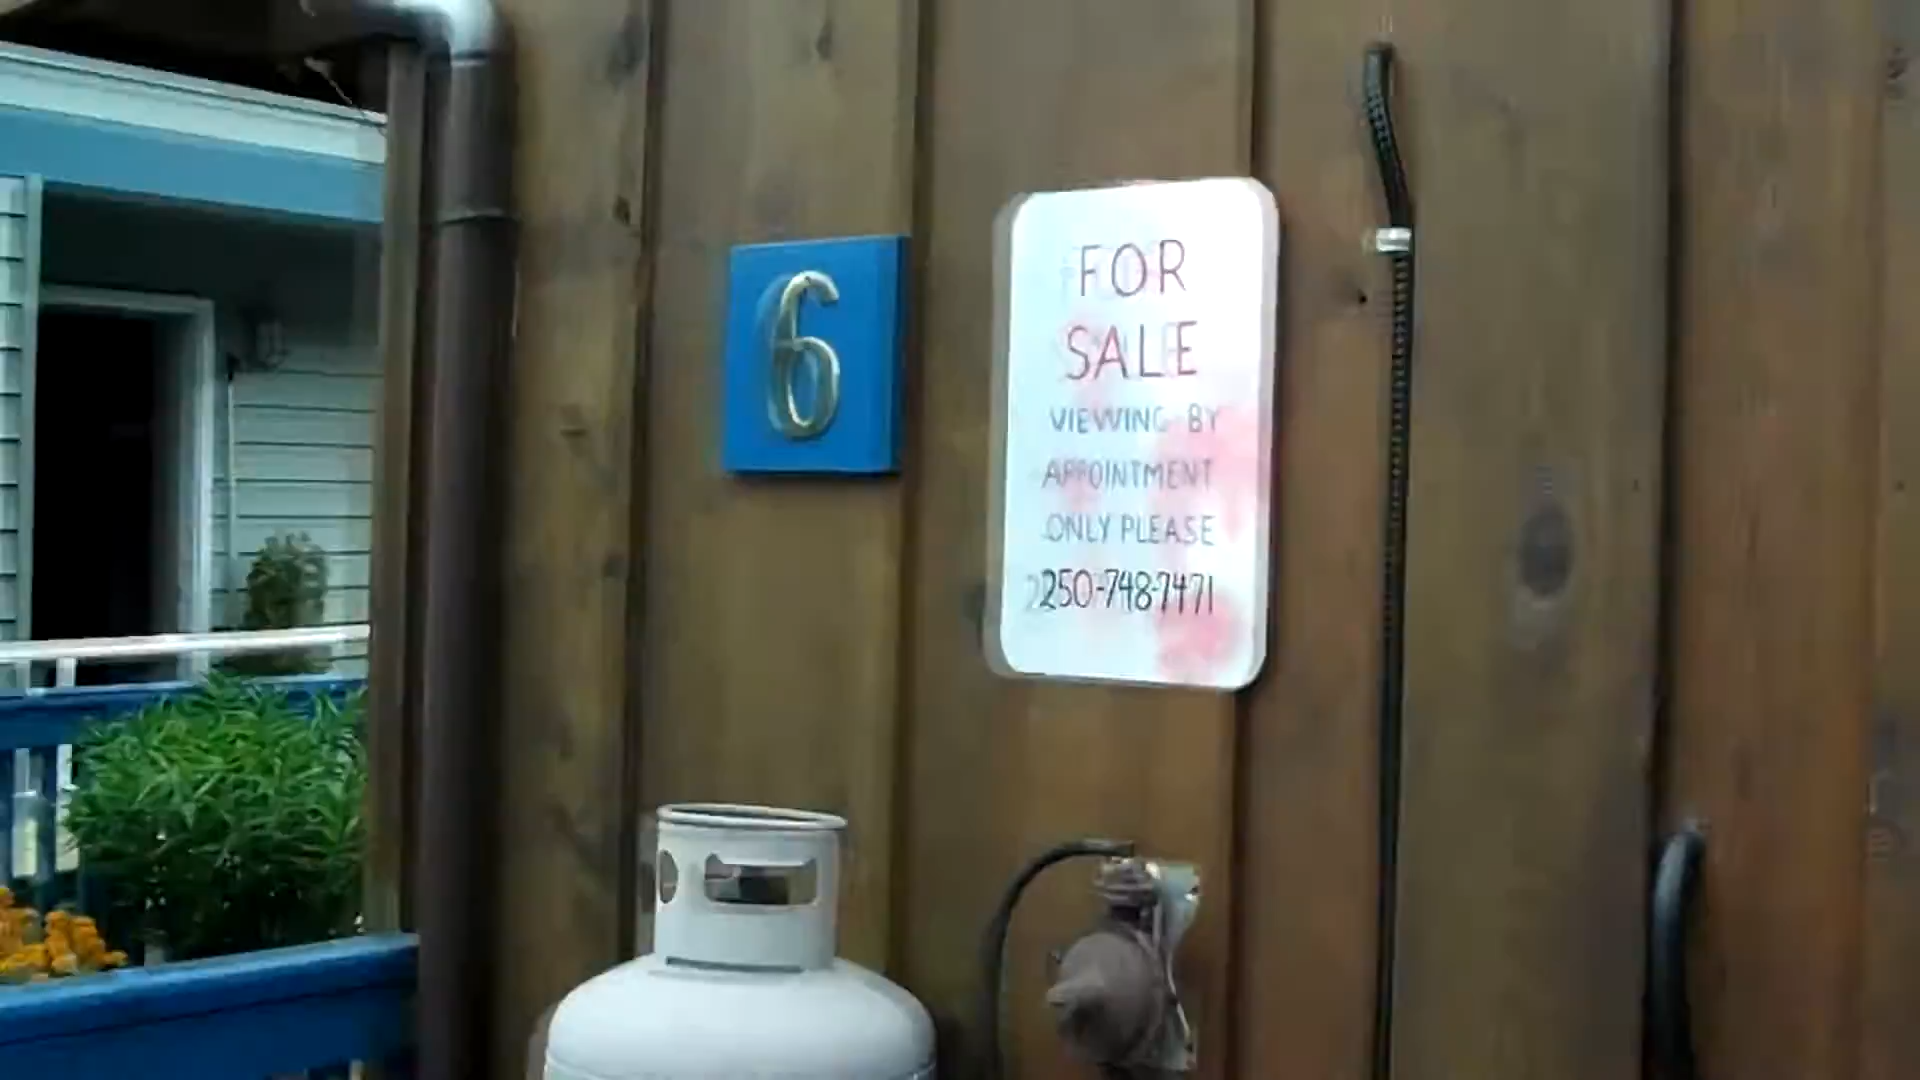 6
FOR
SALE
VIEWING BY
APPOINTMENT
ONLY PLEASE
250-748-7471